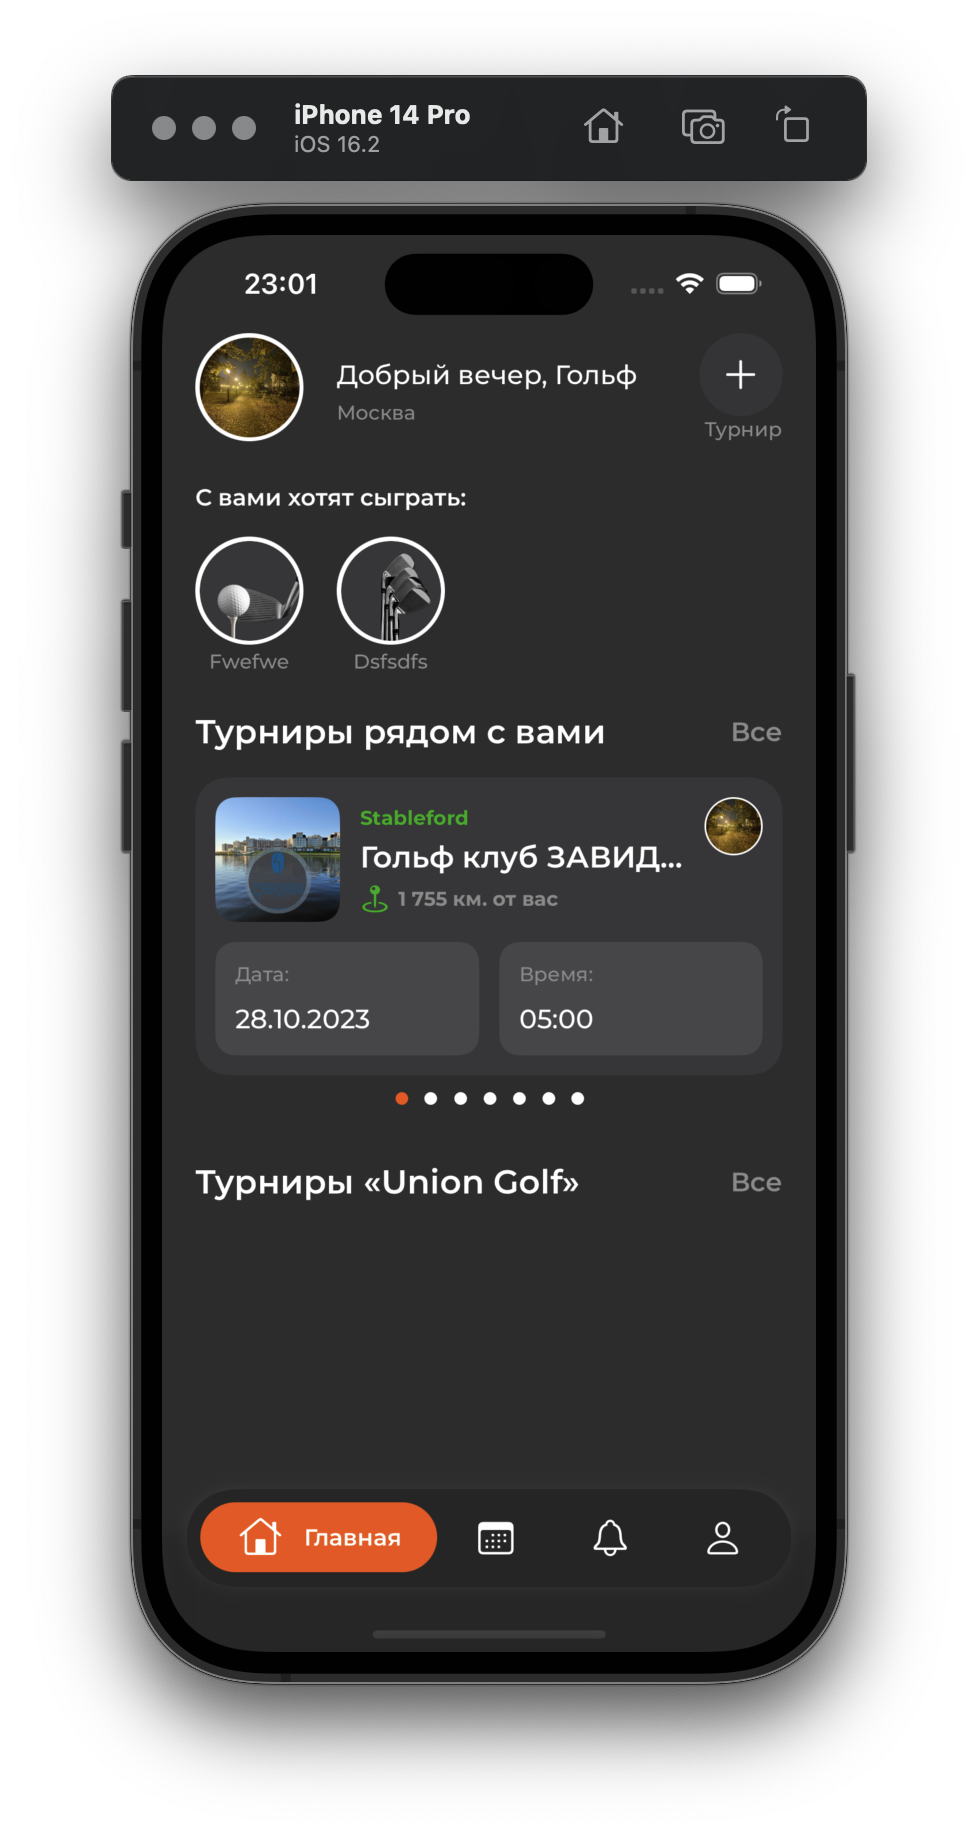 iPhone 14 Pro
iOS 16.2
23:01
Добрый вечер, Гольф
Москва
Турнир
С вами хотят сыграть:
Fwefwe
Dsfsdfs
Турниры рядом с вами
Все
Stableford
Гольф клуб ЗАВИД...
1 755 км. от вас
Дата:
28.10.2023
Время:
05:00
Турниры «Union Golf»
Все
Главная